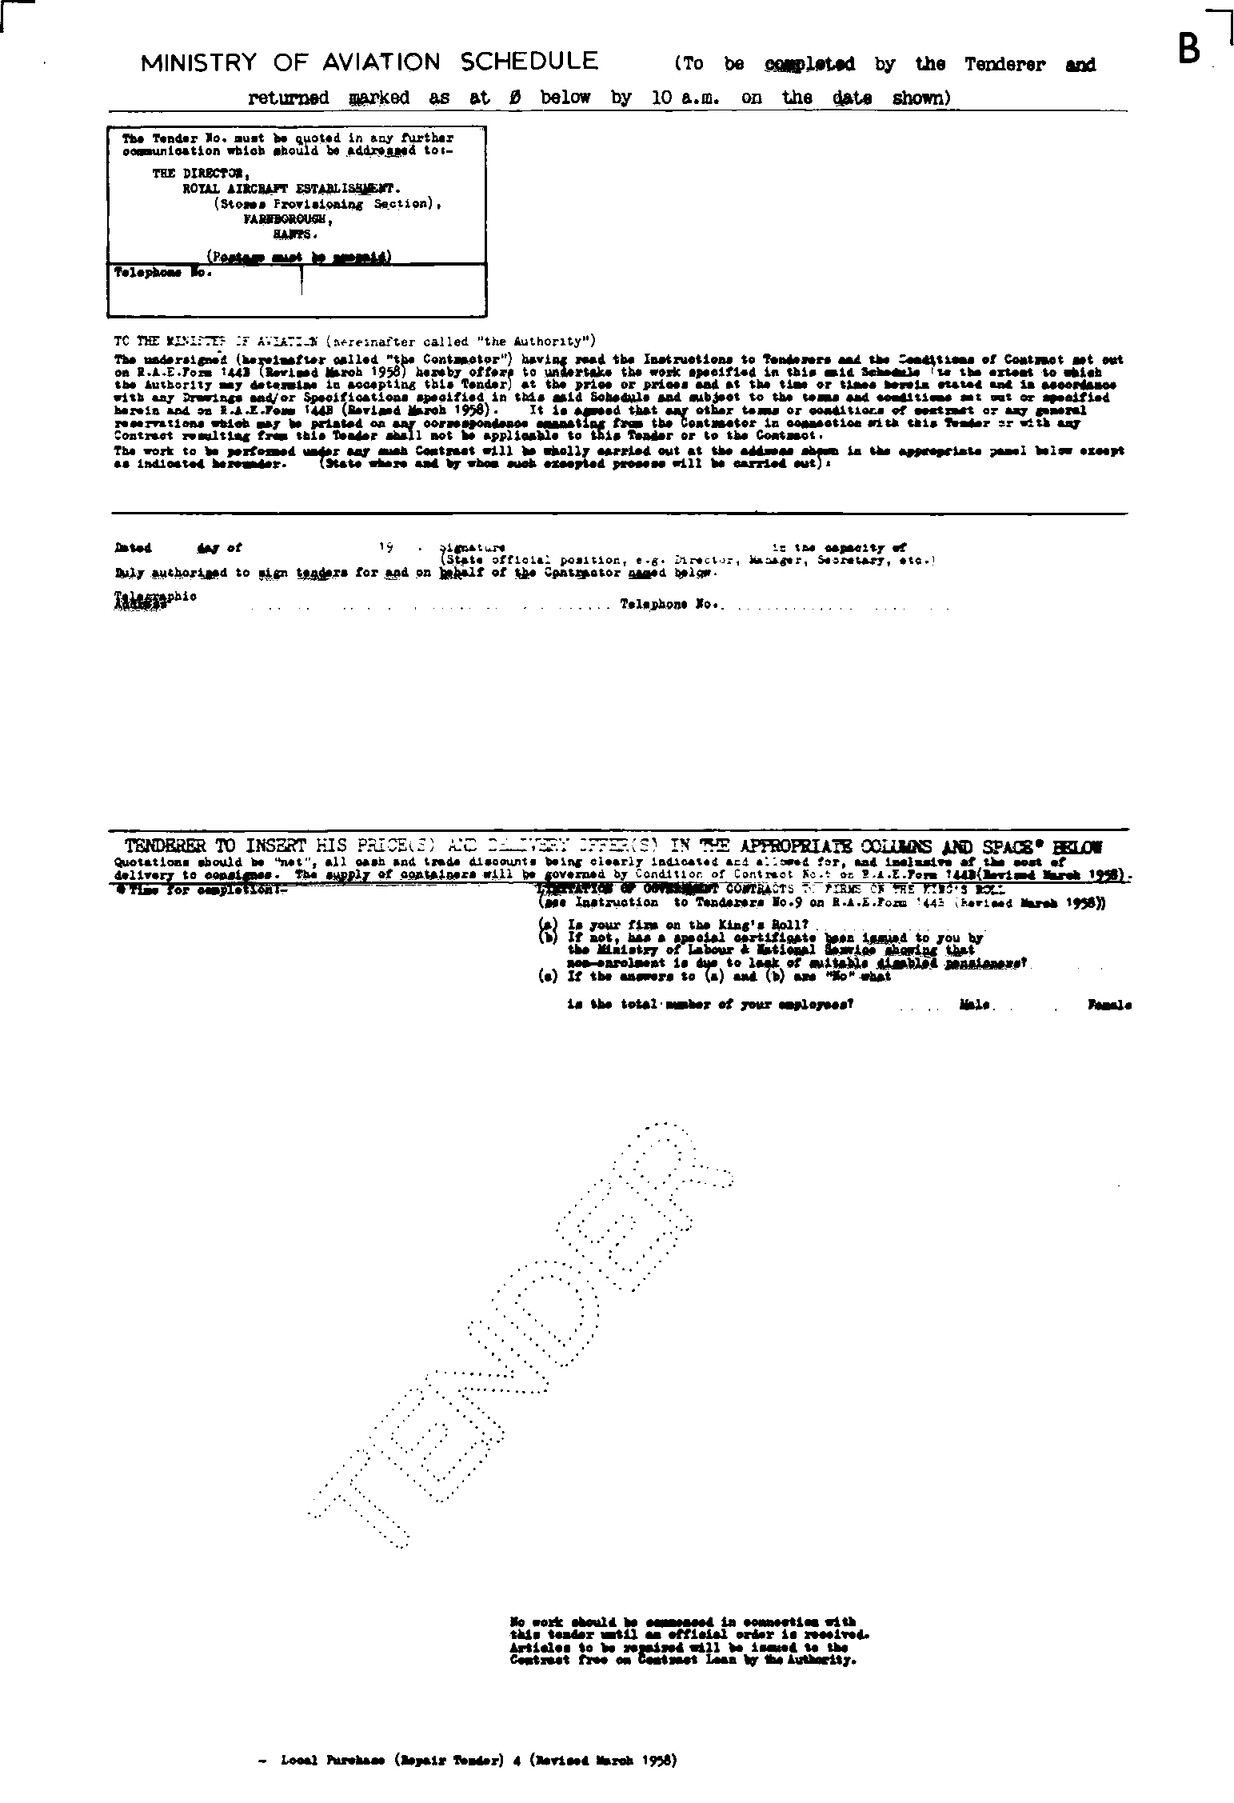 B
MINISTRY OF AVIATION SCHEDULE (To be completed by the Tenderer and
returned marked as at Ø below by 10 a.m. on the date shown)
The Tender No. must be quoted in any further
communication which should be addressed to:-
THE DIRECTOR,
ROYAL AIRCRAFT ESTABLISHMENT.
(Stores Provisioning Section),
FARNBOROUGH,
HANTS.
(Postage must be prepaid)
Telephone No.
TO THE MINISTER OF AVIATION (hereinafter called "the Authority")
The undersigned (hereinafter called "the Contractor") having read the Instructions to Tenderers and the Conditions of Contract set out
on R.A.E.Form 144B (Revised March 1958) hereby offers to undertake the work specified in this said Schedule (to the extent to which
the Authority may determine in accepting this Tender) at the price or prices and at the time or times herein stated and in accordance
with any Drawings and/or Specifications specified in this said Schedule and subject to the terms and conditions set out or specified
herein and on R.A.E.Form 144B (Revised March 1958). It is agreed that any other terms or conditions of contract or any general
reservations which may be printed on any correspondence emanating from the Contractor in connection with this Tender or with any
Contract resulting from this Tender shall not be applicable to this Tender or to the Contract.
The work to be performed under any such Contract will be wholly carried out at the address shown in the appropriate panel below except
as indicated hereunder. (State where and by whom such excepted process will be carried out):
Dated day of 19 . Signature in the capacity of
(State official position, e.g. Director, Manager, Secretary, etc.)
Duly authorised to sign tenders for and on behalf of the Contractor named below.
Telegraphic
Address Telephone No.
TENDERER TO INSERT HIS PRICE(S) AND DELIVERY OFFER(S) IN THE APPROPRIATE COLUMNS AND SPACE* BELOW
Quotations should be "net", all cash and trade discounts being clearly indicated and allowed for, and inclusive of the cost of
delivery to consignee. The supply of containers will be governed by Condition of Contract No. on R.A.E.Form 144B(Revised March 1958).
* Time for completion:- LIMITATION OF GOVERNMENT CONTRACTS TO FIRMS ON THE KING'S ROLL
(see Instruction to Tenderers No.9 on R.A.E.Form 144B (Revised March 1958))
(a) Is your firm on the King's Roll?
(b) If not, has a special certificate been issued to you by
the Ministry of Labour & National Service showing that
non-enrolment is due to lack of suitable disabled pensioners?
(c) If the answers to (a) and (b) are "No" what
is the total number of your employees? Male Female
TENDER
No work should be commenced in connection with
this tender until an official order is received.
Articles to be repaired will be issued to the
Contract free on Contract Loan by the Authority.
- Local Purchase (Repair Tender) 4 (Revised March 1958)